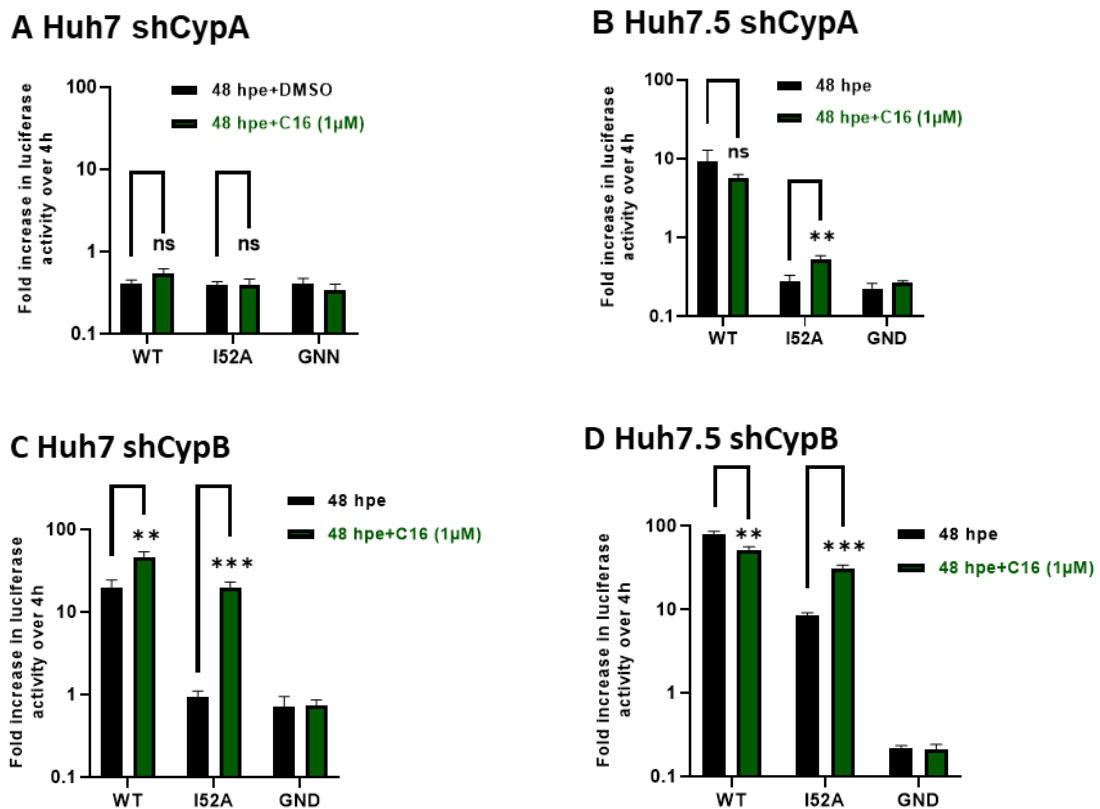 A Huh7 shCypA
48 hpe+DMSO
48 hpe+C16 (1µM)
Fold increase in luciferase
activity over 4h
100
10
1
0.1
ns
ns
WT
I52A
GNN
B Huh7.5 shCypA
48 hpe
48 hpe+C16 (1µM)
Fold increase in luciferase
activity over 4h
100
10
1
0.1
ns
**
WT
I52A
GND
C Huh7 shCypB
48 hpe
48 hpe+C16 (1µM)
Fold increase in luciferase
activity over 4h
100
10
1
0.1
**
***
WT
I52A
GND
D Huh7.5 shCypB
48 hpe
48 hpe+C16 (1µM)
Fold increase in luciferase
activity over 4h
100
10
1
0.1
**
***
WT
I52A
GND